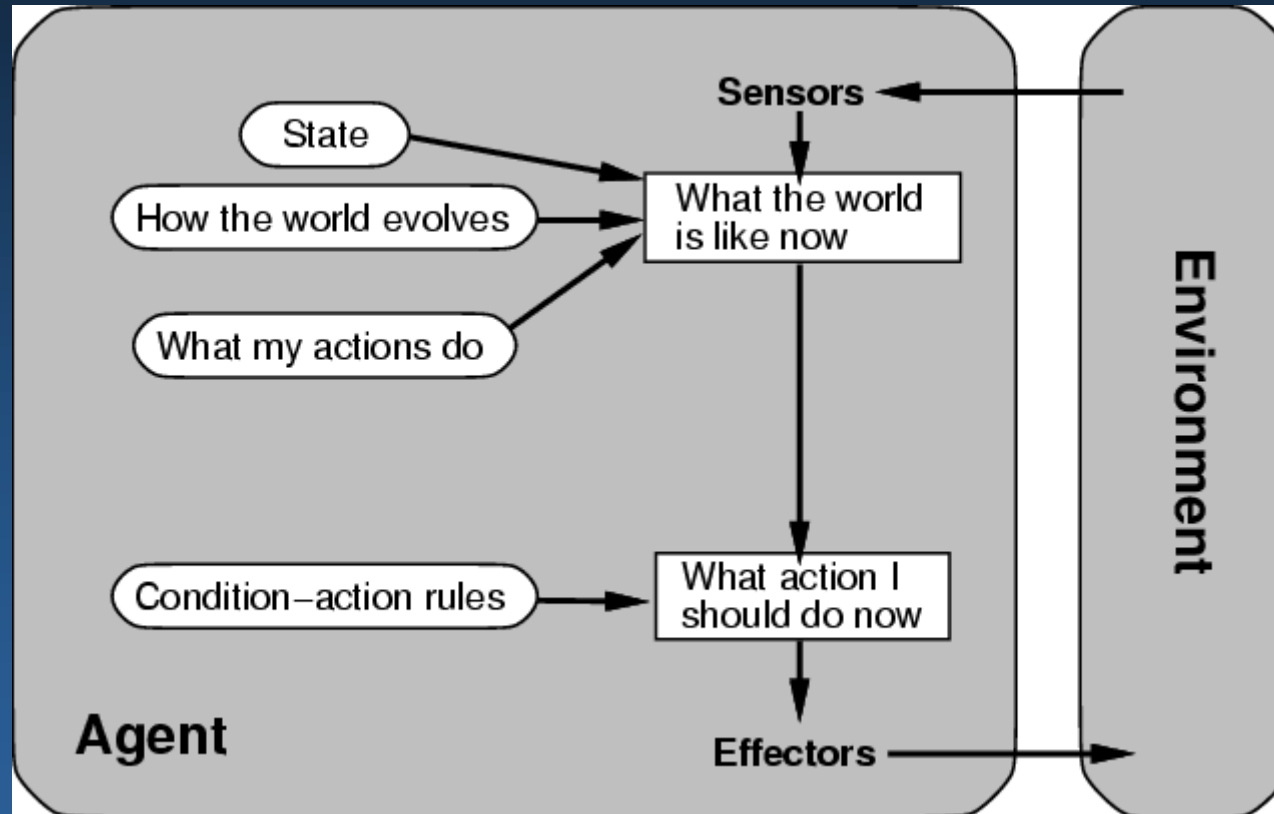 Sensors
State
What the world
is like now
How the world evolves
What my actions do
Environment
Condition−action rules
What action I
should do now
Agent
Effectors